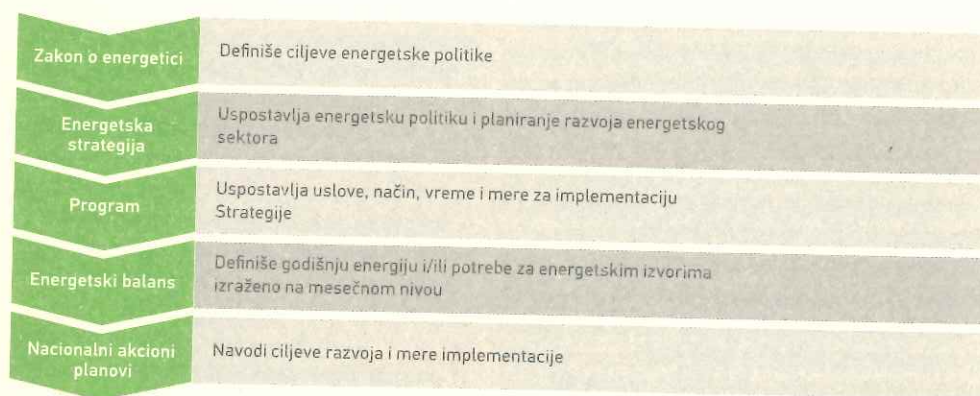 Zakon o energetici
Definiše ciljeve energetske politike
Energetska
strategija
Uspostavlja energetsku politiku i planiranje razvoja energetskog
sektora
Program
Uspostavlja uslove, način, vreme i mere za implementaciju
Strategije
Energetski balans
Definiše godišnju energiju i/ili potrebe za energetskim izvorima
izraženo na mesečnom nivou
Nacionalni akcioni
planovi
Navodi ciljeve razvoja i mere implementacije